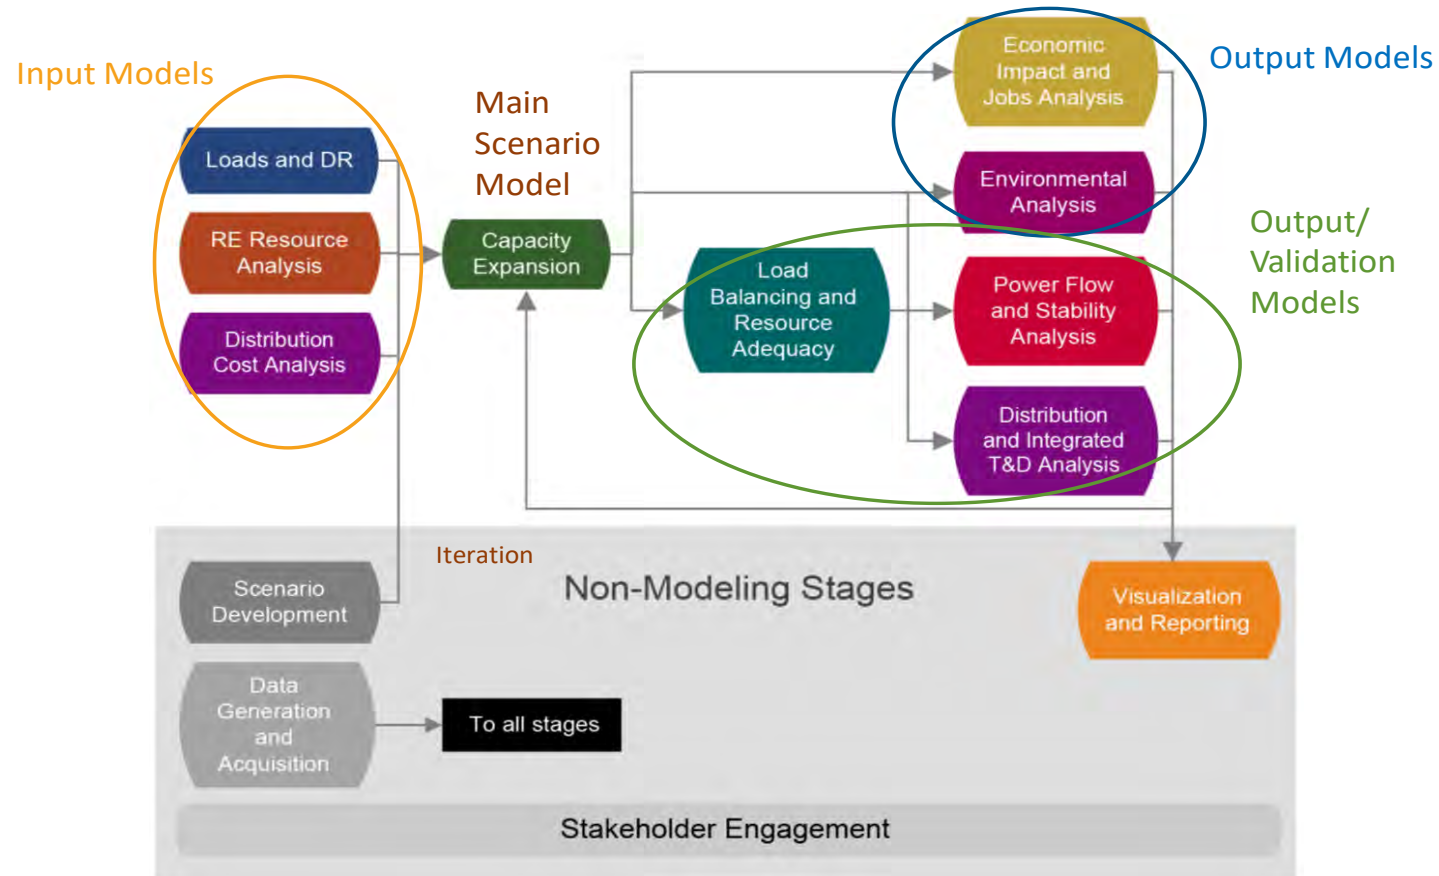 Input Models
Loads and DR
RE Resource
Analysis
Distribution
Cost Analysis
Main
Scenario
Model
Capacity
Expansion
Economic
Impact and
Jobs Analysis
Output Models
Environmental
Analysis
Output/
Validation
Models
Load
Balancing and
Resource
Adequacy
Power Flow
and Stability
Analysis
Distribution
and Integrated
T&D Analysis
Iteration
Non-Modeling Stages
Scenario
Development
Visualization
and Reporting
Data
Generation
and
Acquisition
To all stages
Stakeholder Engagement